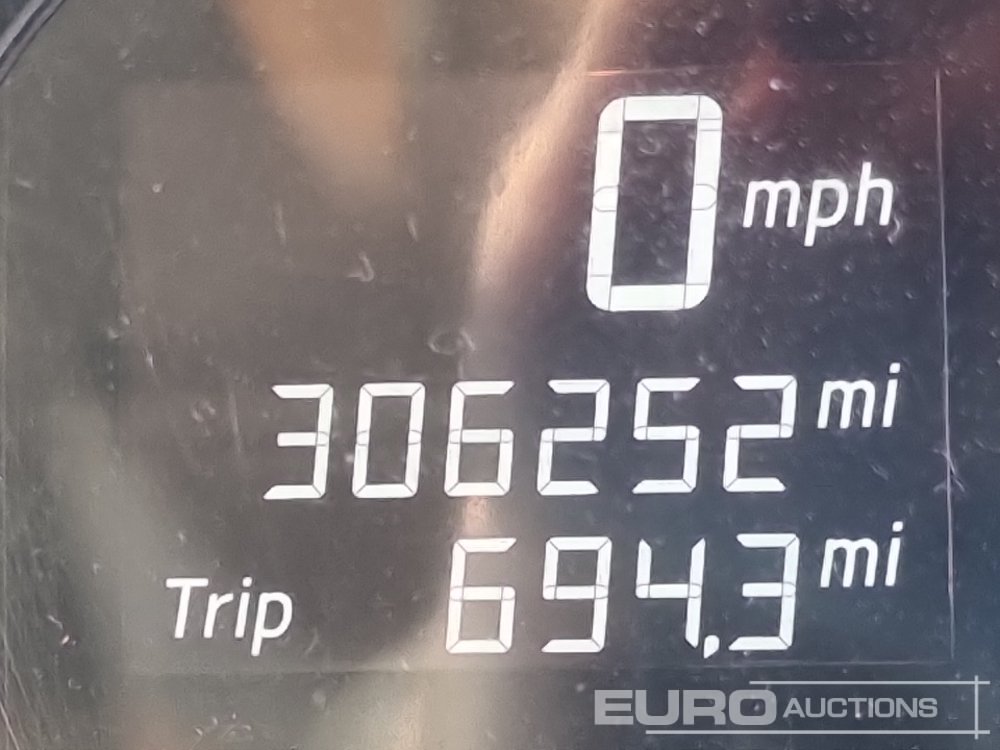 0 mph
306252 mi
Trip 694.3 mi
EURO AUCTIONS